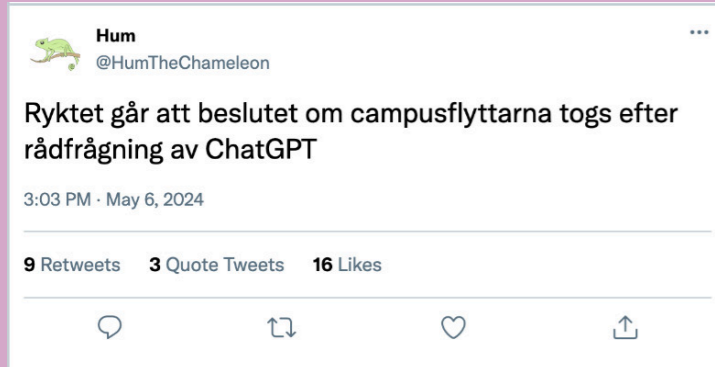 Hum
@HumTheChameleon
Ryktet går att beslutet om campusflyttarna togs efter
rådfrågning av ChatGPT
3:03 PM · May 6, 2024
9 Retweets 3 Quote Tweets 16 Likes